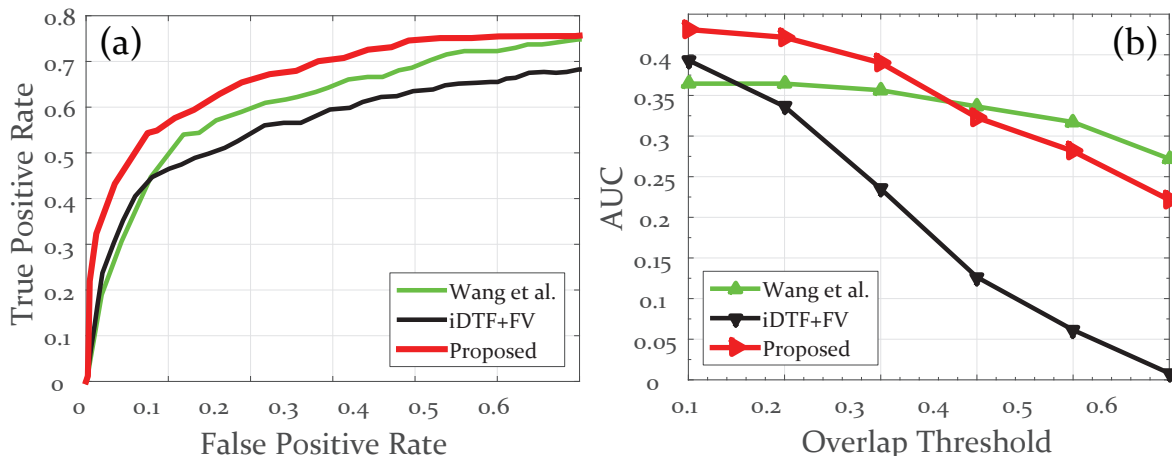 (a)
True Positive Rate
0.8
0.7
0.6
0.5
0.4
0.3
0.2
0.1
0
0 0.1 0.2 0.3 0.4 0.5 0.6
False Positive Rate
Wang et al.
iDTF+FV
Proposed
(b)
AUC
0.4
0.35
0.3
0.25
0.2
0.15
0.1
0.05
0
0.1 0.2 0.3 0.4 0.5 0.6
Overlap Threshold
Wang et al.
iDTF+FV
Proposed